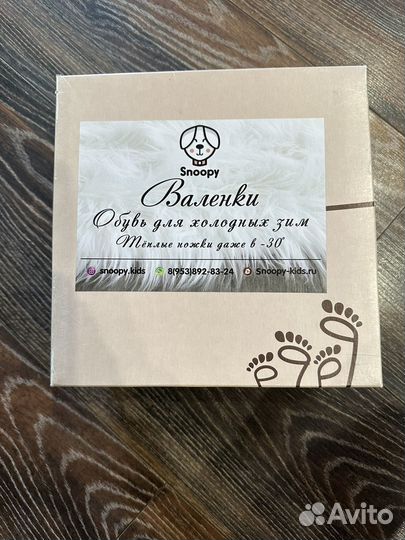 Snoopy
Валенки
Обувь для холодных зим
Тёплые ножки даже в -30°
snoopy.kids 8(953)892-83-24 Snoopy-kids.ru
Avito